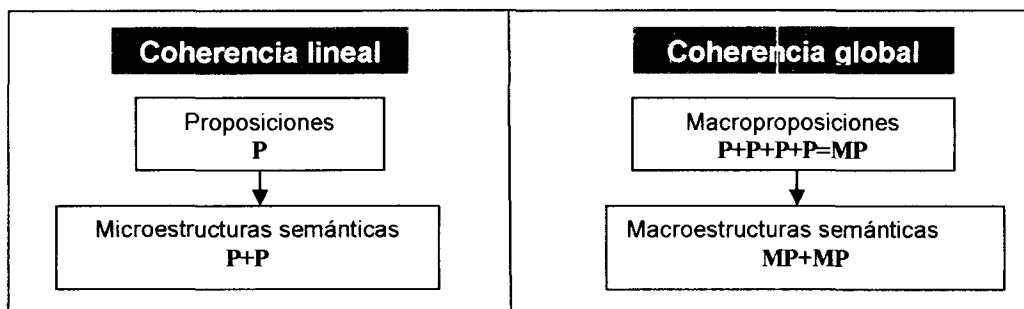 Coherencia lineal
Proposiciones
P
Microestructuras semánticas
P+P
Coherencia global
Macroproposiciones
P+P+P+P=MP
Macroestructuras semánticas
MP+MP